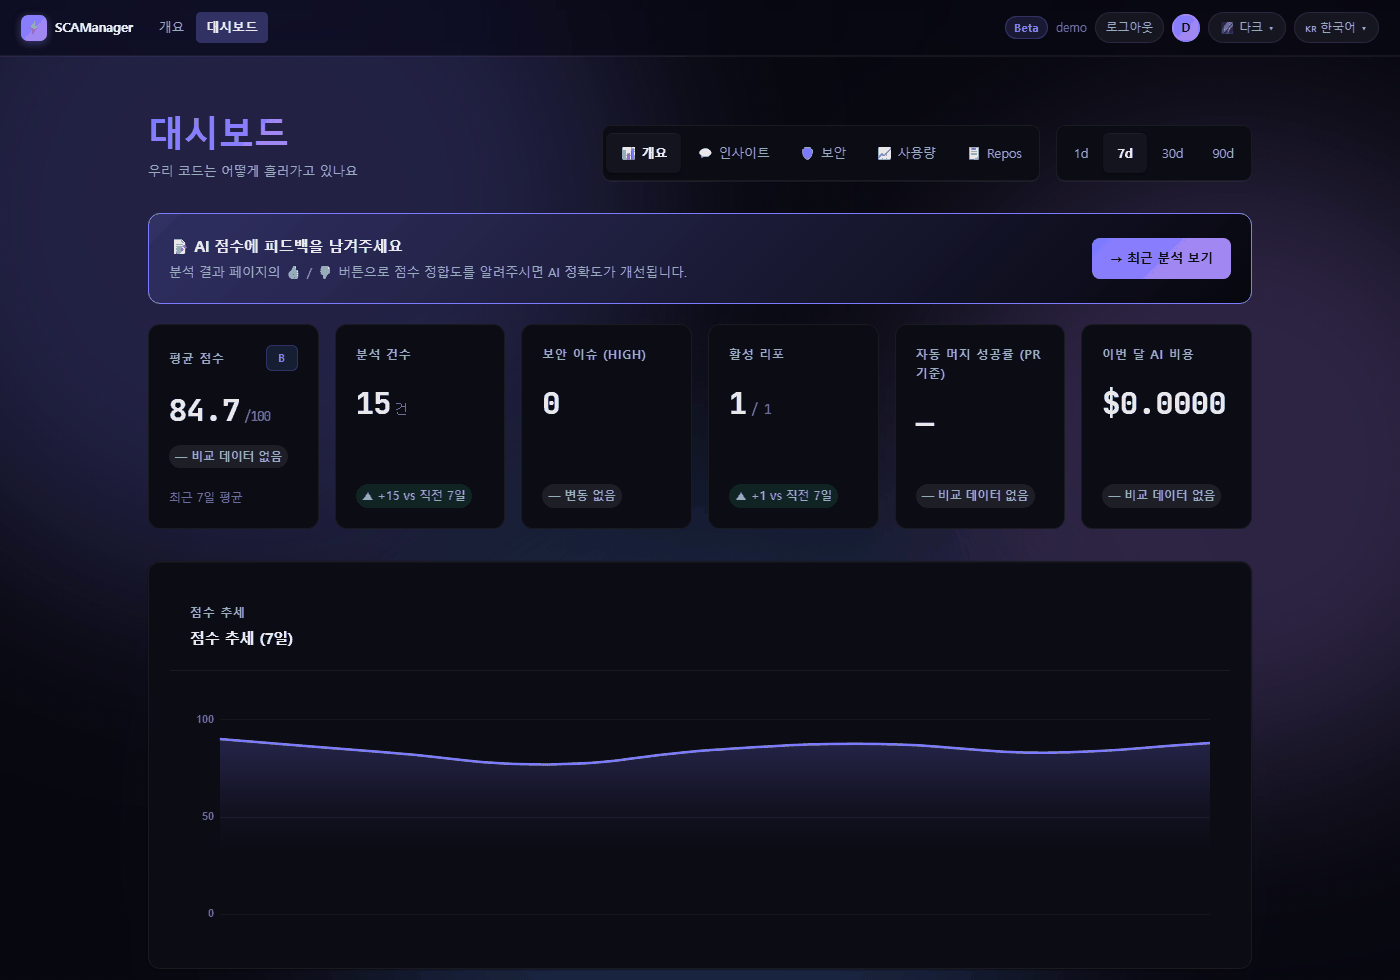 SCAManager 개요 대시보드 Beta demo 로그아웃 D 다크 ▾ KR 한국어 ▾
대시보드
우리 코드는 어떻게 흘러가고 있나요
개요 인사이트 보안 사용량 Repos
1d 7d 30d 90d
AI 점수에 피드백을 남겨주세요
분석 결과 페이지의 👍 / 👎 버튼으로 점수 정합도를 알려주시면 AI 정확도가 개선됩니다.
→ 최근 분석 보기
평균 점수 B
84.7 /100
— 비교 데이터 없음
최근 7일 평균
분석 건수
15 건
▲ +15 vs 직전 7일
보안 이슈 (HIGH)
0
— 변동 없음
활성 리포
1 / 1
▲ +1 vs 직전 7일
자동 머지 성공률 (PR
기준)
—
— 비교 데이터 없음
이번 달 AI 비용
$0.0000
— 비교 데이터 없음
점수 추세
점수 추세 (7일)
100
50
0